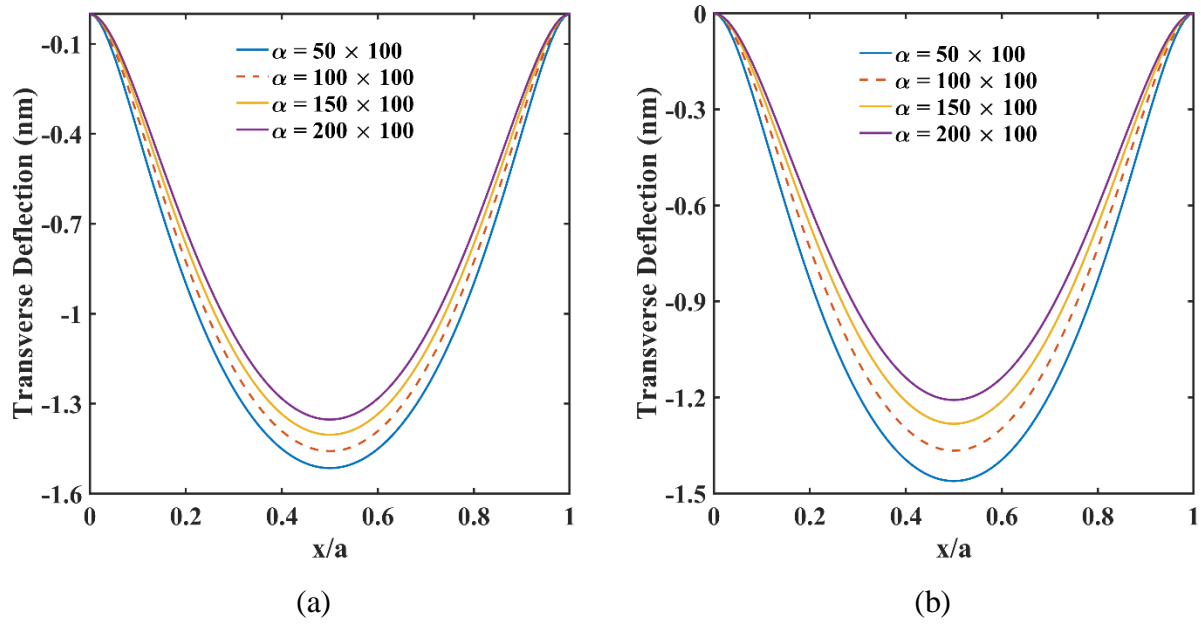 -0.1
-0.4
-0.7
-1
-1.3
-1.6
Transverse Deflection (nm)
α = 50 × 100
α = 100 × 100
α = 150 × 100
α = 200 × 100
0
0.2
0.4
0.6
0.8
1
x/a
(a)
0
-0.3
-0.6
-0.9
-1.2
-1.5
Transverse Deflection (nm)
α = 50 × 100
α = 100 × 100
α = 150 × 100
α = 200 × 100
0
0.2
0.4
0.6
0.8
1
x/a
(b)